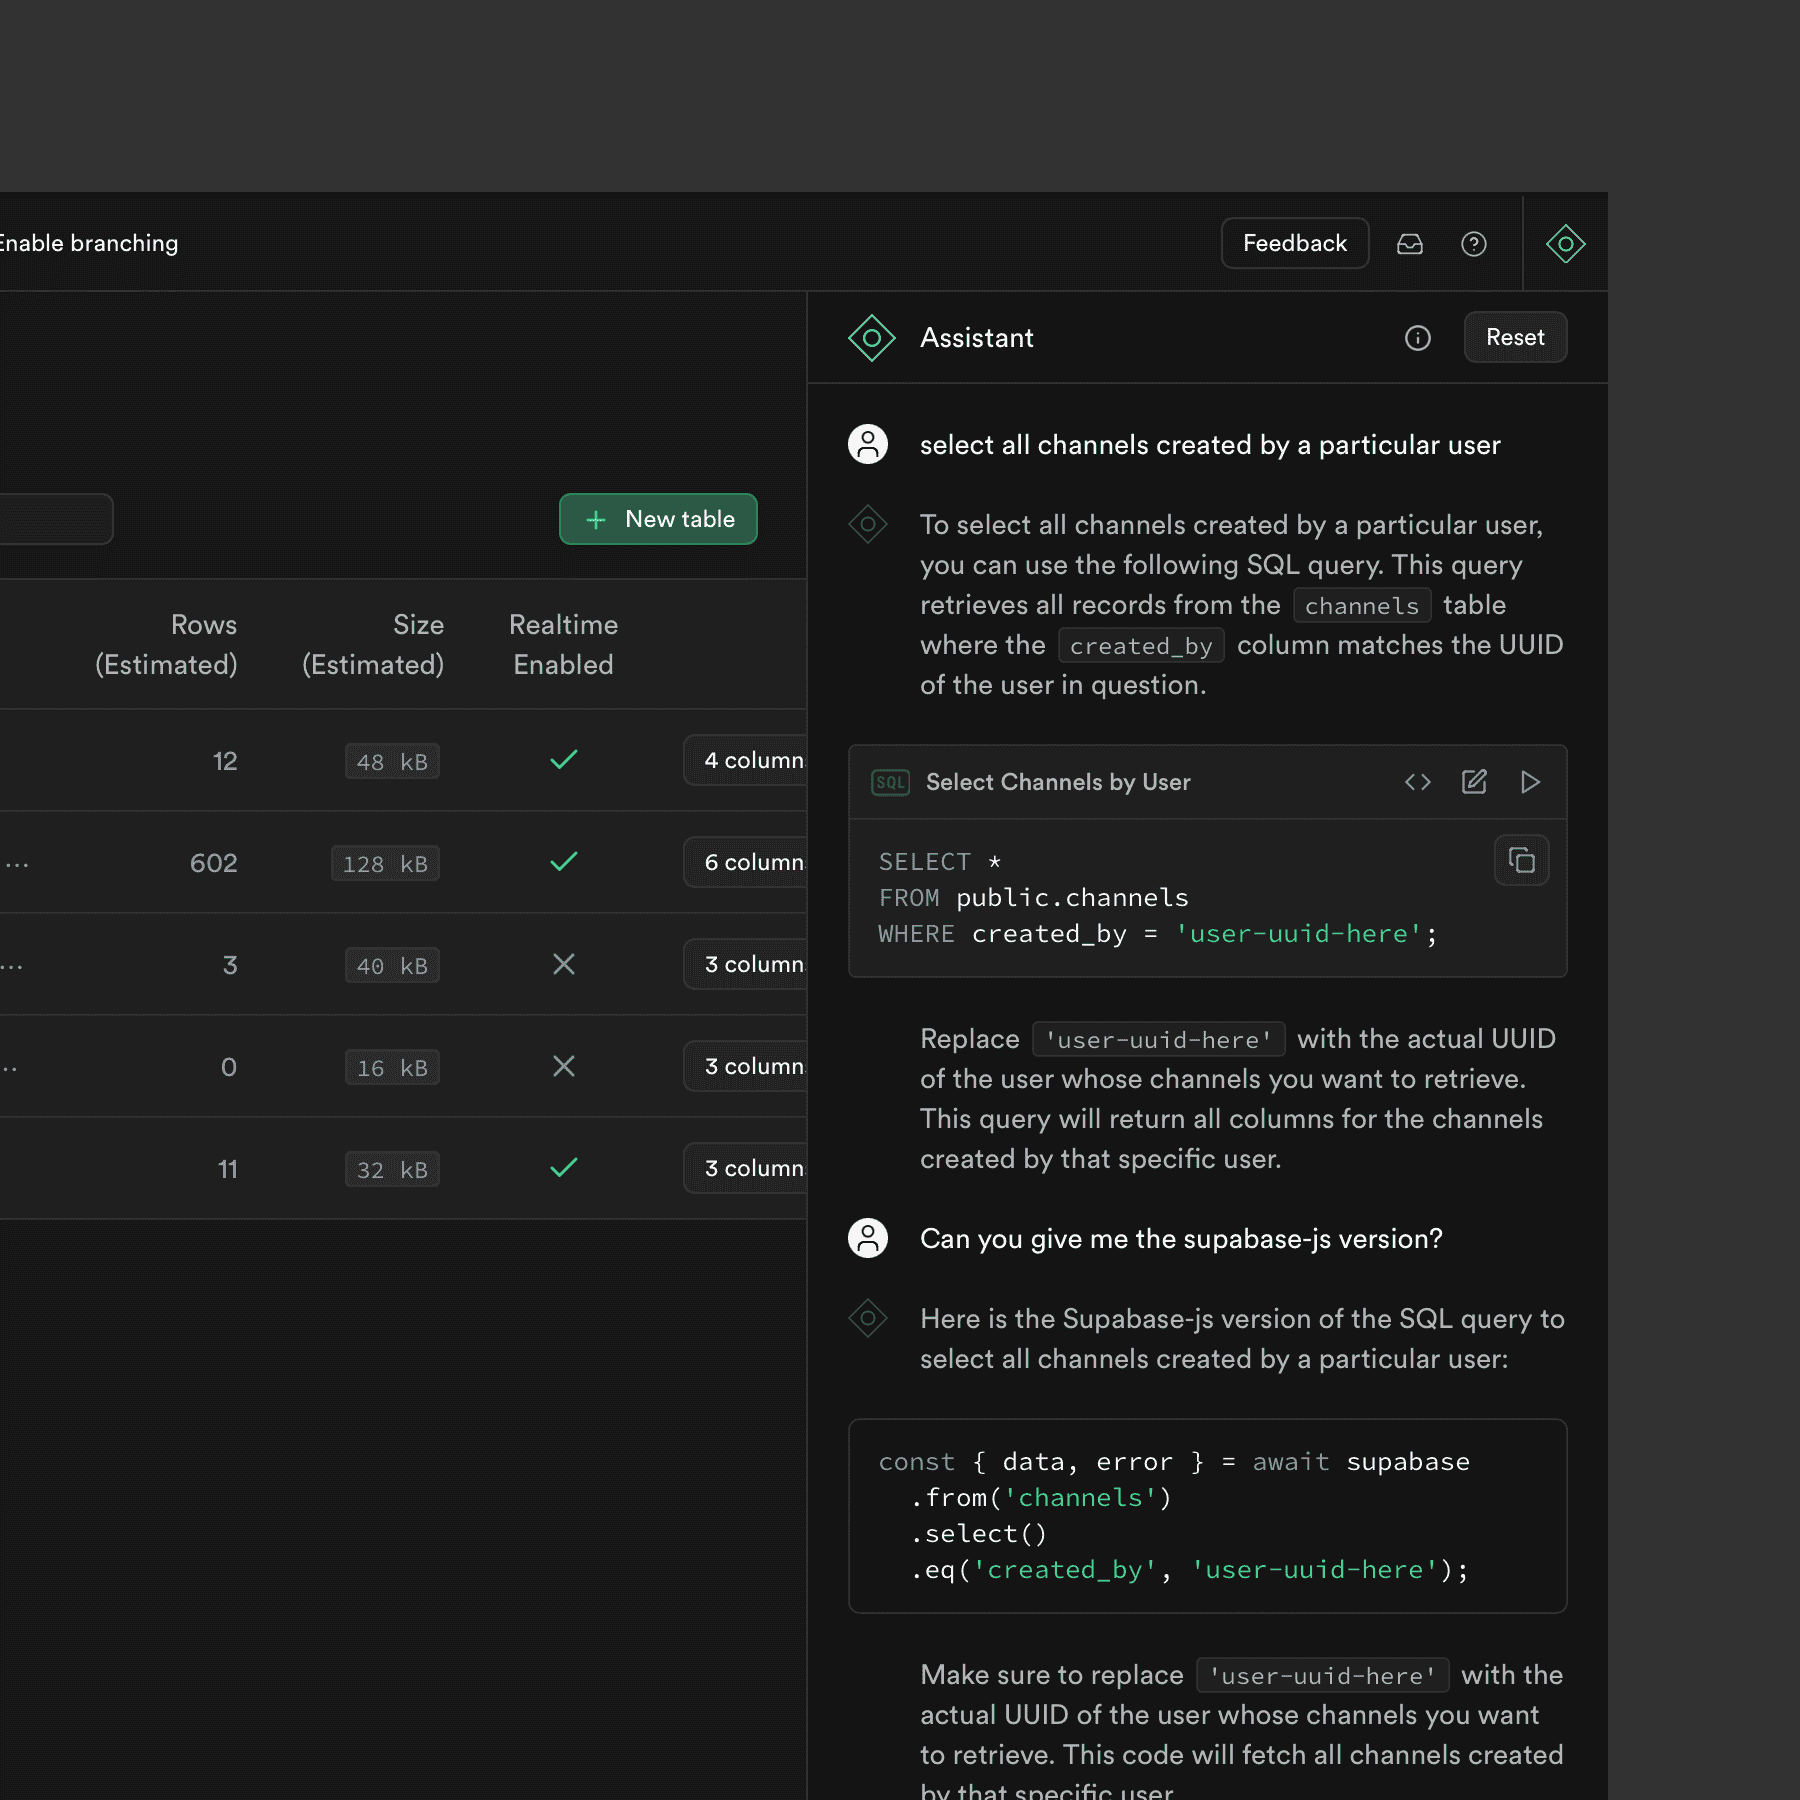 Enable branching
Feedback
Assistant
Reset
select all channels created by a particular user
To select all channels created by a particular user,
you can use the following SQL query. This query
retrieves all records from the channels table
where the created_by column matches the UUID
of the user in question.
SQL Select Channels by User
SELECT *
FROM public.channels
WHERE created_by = 'user-uuid-here';
Replace 'user-uuid-here' with the actual UUID
of the user whose channels you want to retrieve.
This query will return all columns for the channels
created by that specific user.
Can you give me the supabase-js version?
Here is the Supabase-js version of the SQL query to
select all channels created by a particular user:
const { data, error } = await supabase
.from('channels')
.select()
.eq('created_by', 'user-uuid-here');
Make sure to replace 'user-uuid-here' with the
actual UUID of the user whose channels you want
to retrieve. This code will fetch all channels created
by that specific user
New table
Rows
(Estimated)
Size
(Estimated)
Realtime
Enabled
12 48 kB 4 column
... 602 128 kB 6 column
... 3 40 kB 3 column
.. 0 16 kB 3 column
11 32 kB 3 column